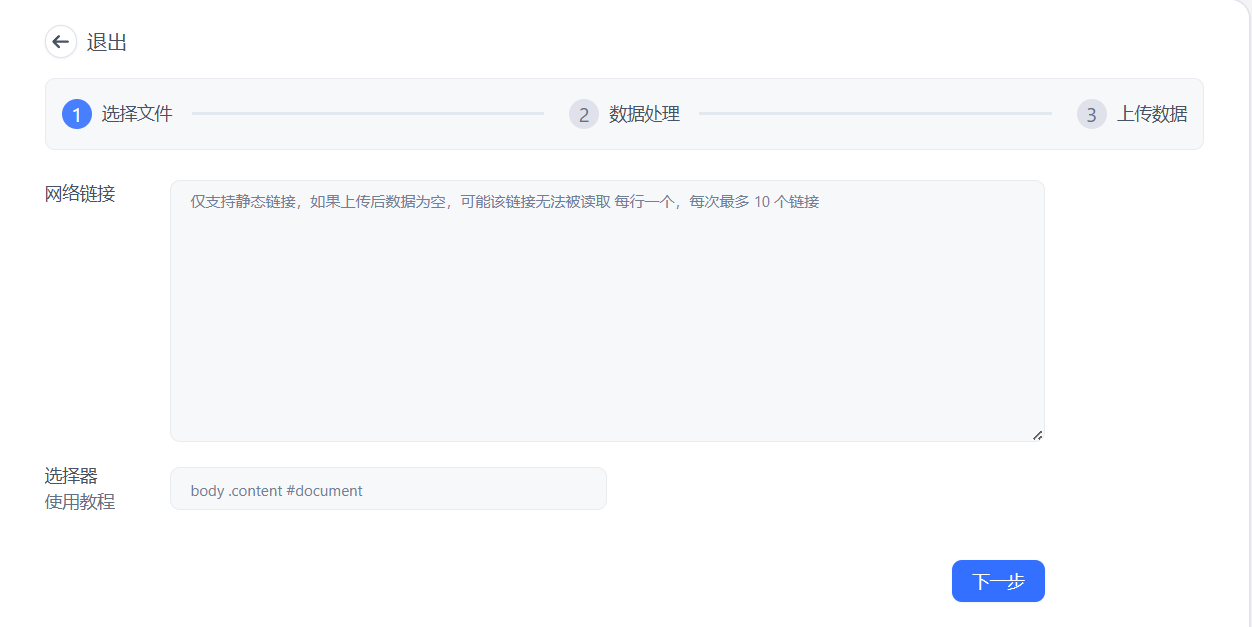 退出
1 选择文件 2 数据处理 3 上传数据
网络链接
仅支持静态链接，如果上传后数据为空，可能该链接无法被读取 每行一个，每次最多 10 个链接
选择器
使用教程
body .content #document
下一步